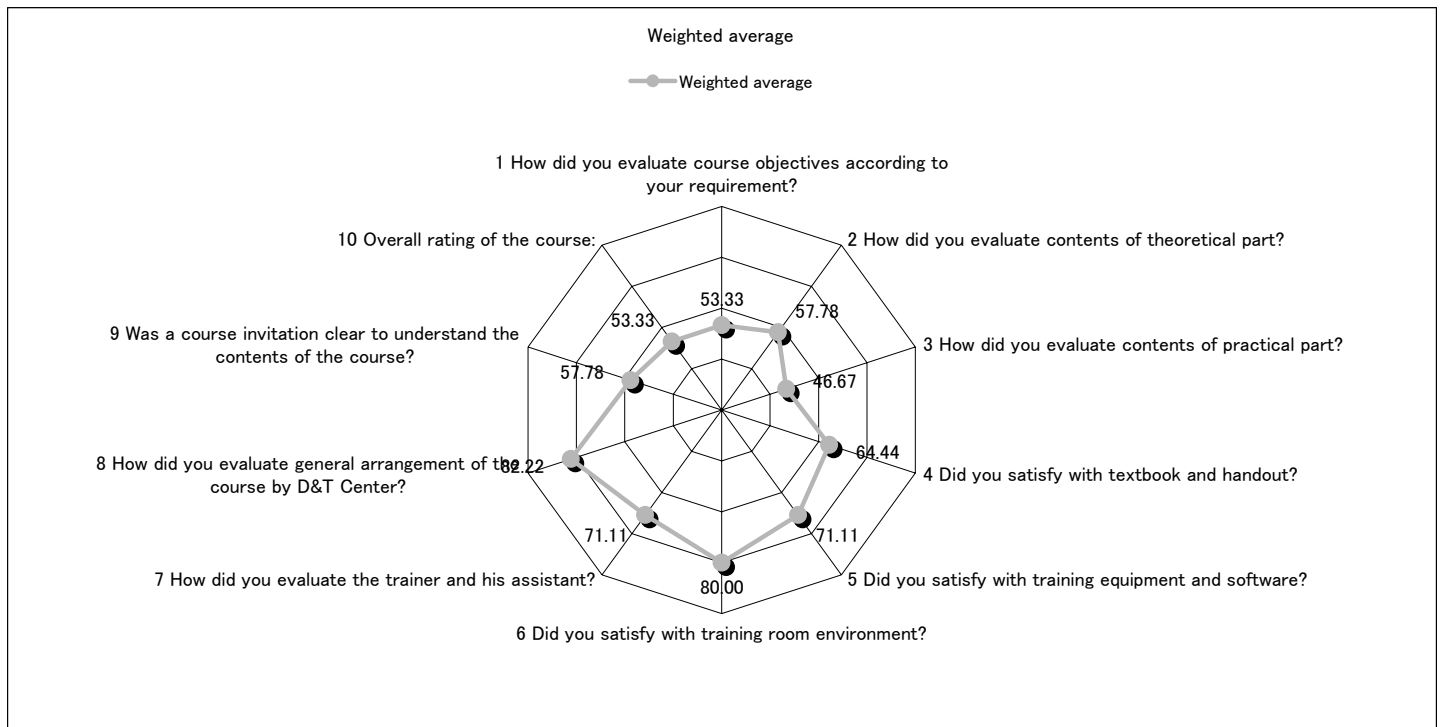 Weighted average
Weighted average
1 How did you evaluate course objectives according to
your requirement?
10 Overall rating of the course:
2 How did you evaluate contents of theoretical part?
53.33
53.33
57.78
9 Was a course invitation clear to understand the
contents of the course?
3 How did you evaluate contents of practical part?
57.78
46.67
64.44
8 How did you evaluate general arrangement of the
course by D&T Center?
82.22
4 Did you satisfy with textbook and handout?
71.11
71.11
7 How did you evaluate the trainer and his assistant?
80.00
5 Did you satisfy with training equipment and software?
6 Did you satisfy with training room environment?